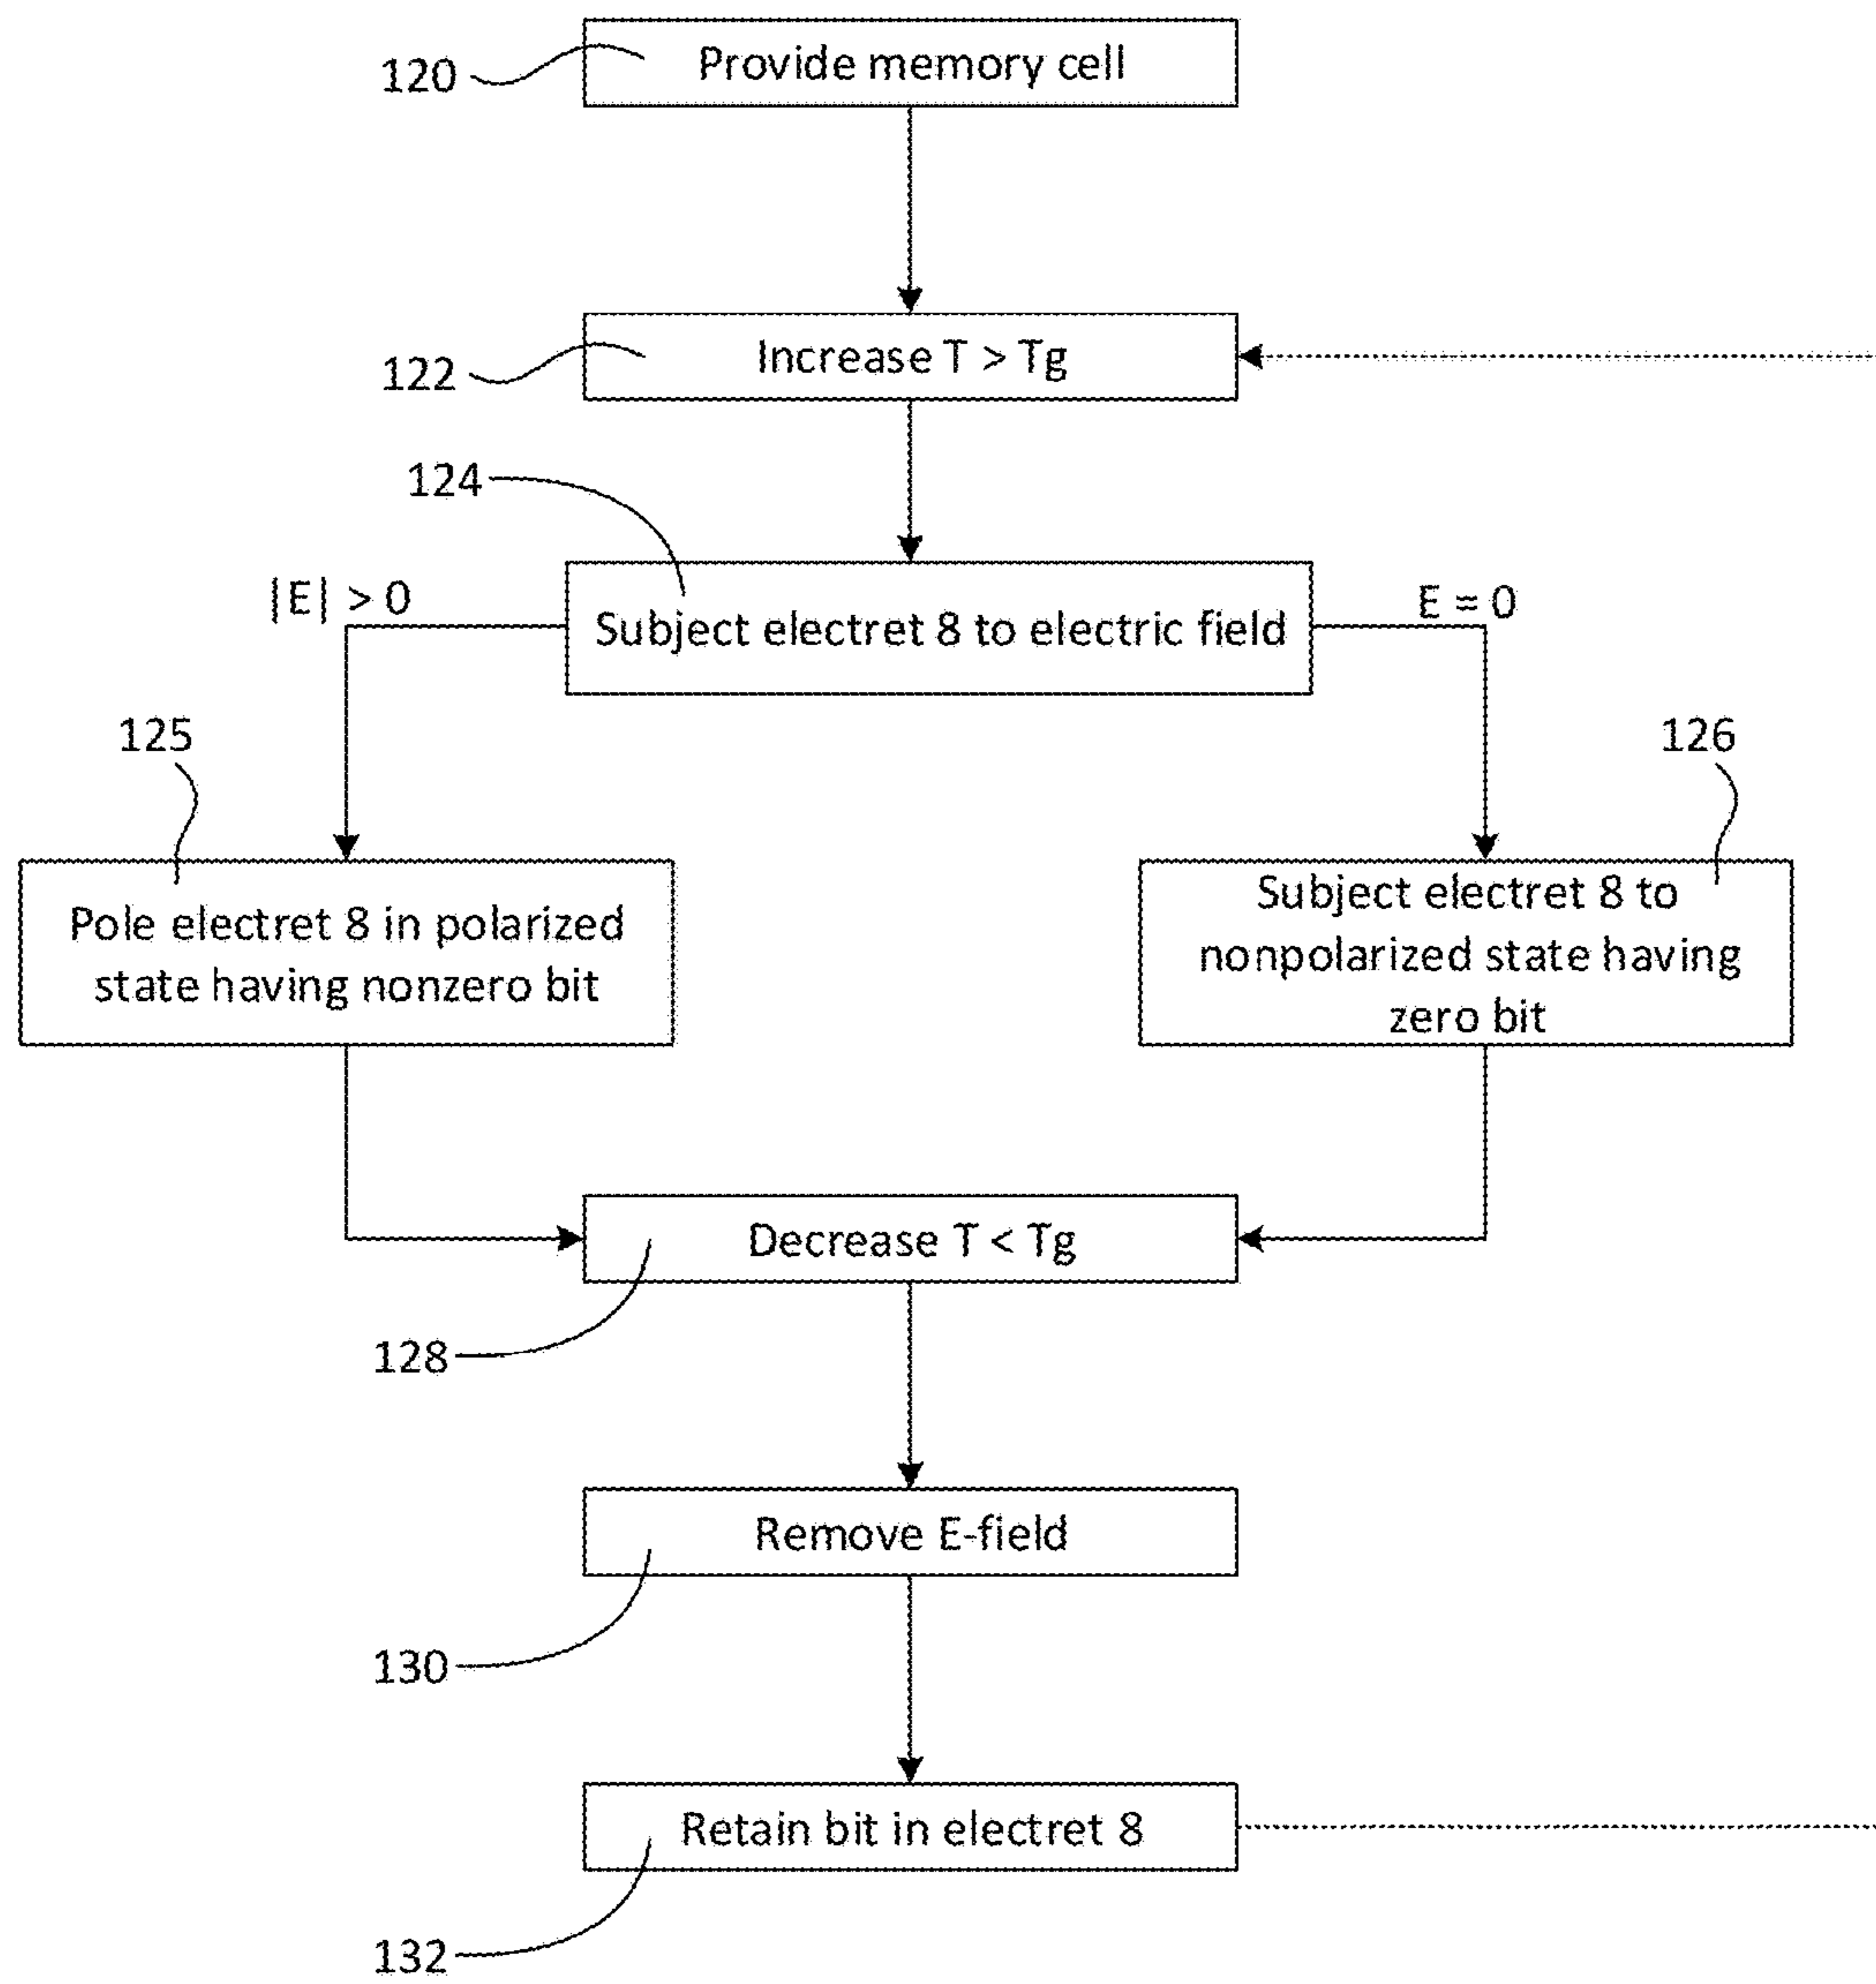 Provide memory cell
120
Increase T > Tg
122
124
|E| > 0
E = 0
Subject electret 8 to electric field
125
126
Pole electret 8 in polarized
state having nonzero bit
Subject electret 8 to
nonpolarized state having
zero bit
Decrease T < Tg
128
Remove E-field
130
Retain bit in electret 8
132